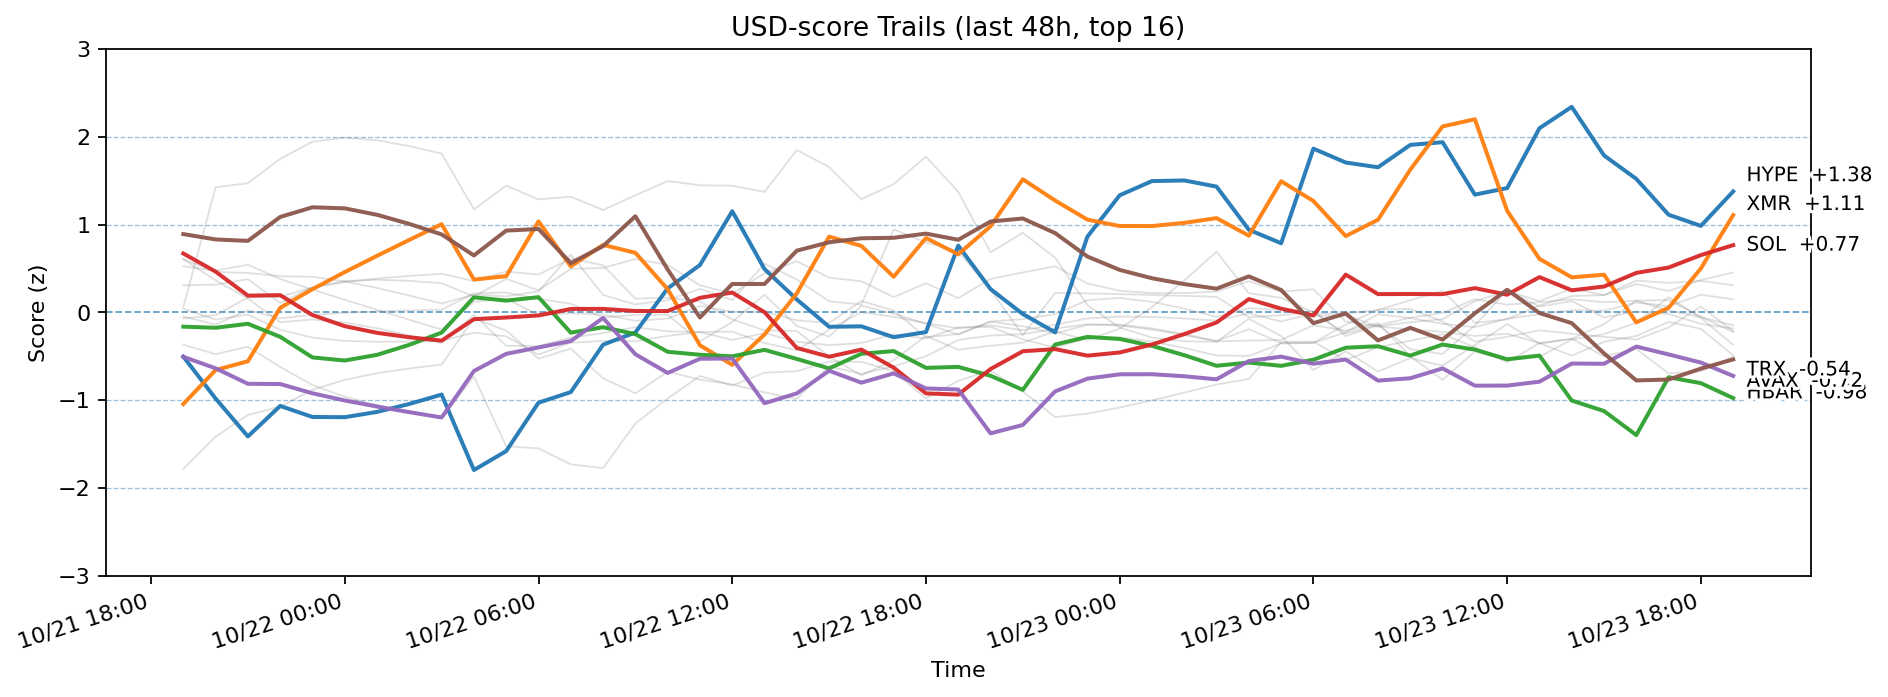 USD-score Trails (last 48h, top 16)
3
2
1
0
−1
−2
−3
Score (z)
HYPE +1.38
XMR +1.11
SOL +0.77
TRX -0.54
AVAX -0.72
HBAR -0.98
10/21 18:00
10/22 00:00
10/22 06:00
10/22 12:00
10/22 18:00
10/23 00:00
10/23 06:00
10/23 12:00
10/23 18:00
Time